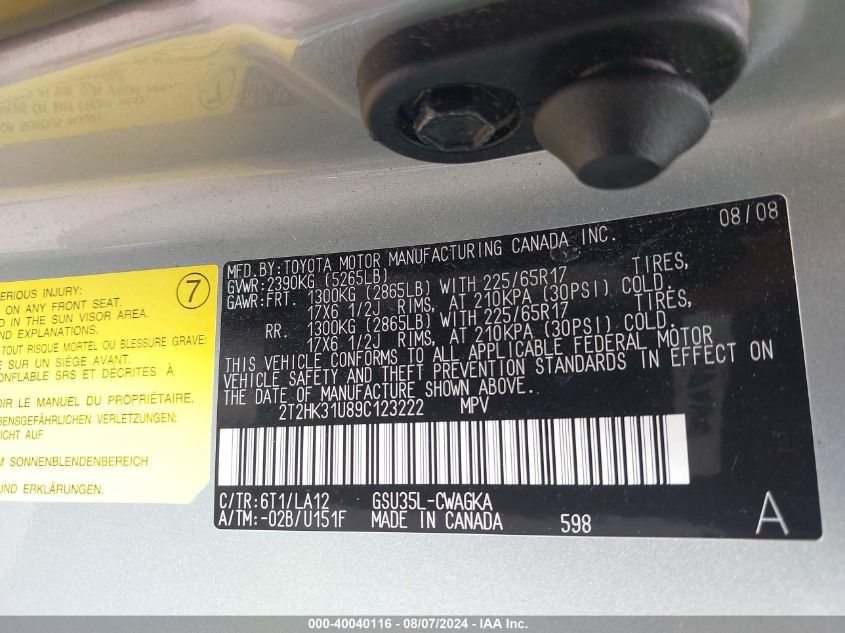 7
ERIOUS INJURY:
ON ANY FRONT SEAT.
D IN THE SUN VISOR AREA.
ND EXPLANATIONS.
TOUT RISQUE MORTEL OU BLESSURE GRAVE:
E SUR UN SIÈGE AVANT.
ONFLABLE SRS ET DÉCRITES À
IR LE MANUEL DU PROPRIÉTAIRE.
BENSGEFÄHRLICHEN VERLETZUNGEN:
NICHT AUF
M SONNENBLENDENBEREICH
UND ERKLÄRUNGEN.
08/08
MFD.BY:TOYOTA MOTOR MANUFACTURING CANADA INC.
GVWR:2390KG (5265LB)
GAWR:FRT. 1300KG (2865LB) WITH 225/65R17 TIRES,
17X6 1/2J RIMS, AT 210KPA (30PSI) COLD.
RR. 1300KG (2865LB) WITH 225/65R17 TIRES,
17X6 1/2J RIMS, AT 210KPA (30PSI) COLD.
THIS VEHICLE CONFORMS TO ALL APPLICABLE FEDERAL MOTOR
VEHICLE SAFETY AND THEFT PREVENTION STANDARDS IN EFFECT ON
THE DATE OF MANUFACTURE SHOWN ABOVE.
2T2HK31U89C123222 MPV
C/TR:6T1/LA12 GSU35L-CWAGKA
A/TM:-02B/U151F MADE IN CANADA 598 A
000-40040116 - 08/07/2024 - IAA Inc.